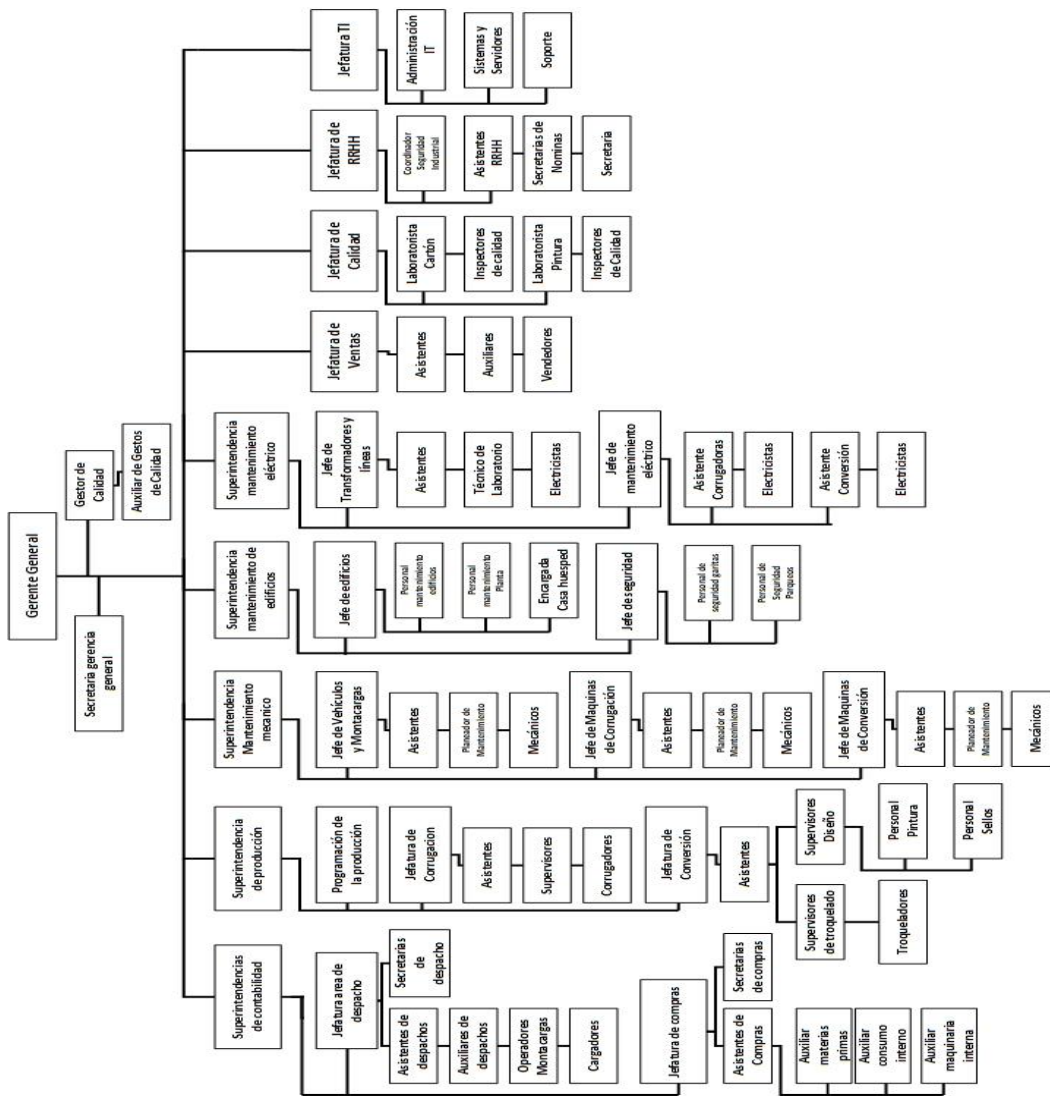 Gerente General
Secretaría gerencia
general
Gestor de
Calidad
Auxiliar de Gestos
de Calidad
Superintendencias
de contabilidad
Jefatura area de
despacho
Asistentes de
despachos
Secretarías
de
despacho
Auxiliares
de despachos
Operadores
Montacargas
Cargadores
Jefatura de compras
Asistentes de
Compras
Secretarías
de compras
Auxiliar
materias
primas
Auxiliar
consumo
interno
Auxiliar
maquinaria
interna
Superintendencia
de producción
Programación de
la producción
Jefatura de
Corrugacion
Asistentes
Supervisores
Corrugadores
Jefatura de
Conversión
Asistentes
Supervisores
de troquelado
Troqueladores
Supervisores
Diseño
Personal
Pintura
Personal
Sellos
Superintendencia
Mantenimiento
mecanico
Jefe de Vehículos
y Montacargas
Asistentes
Planeador de
Mantenimiento
Mecánicos
Jefe de Maquinas
de Corrugación
Asistentes
Planeador de
Mantenimiento
Mecánicos
Jefe de Maquinas
de Conversión
Asistentes
Planeador de
Mantenimiento
Mecánicos
Superintendencia
mantenimiento de
edificios
Jefe de edificios
Personal
mantenimiento
edificios
Personal
mantenimiento
Planta
Encargada
Casa huesped
Jefe de seguridad
Personal de
seguridad garitas
Personal de
Seguridad
Parqueos
Superintendencia
mantenimiento
eléctrico
Jefe de
Transformadores y
líneas
Asistentes
Técnico de
Laboratorio
Electricistas
Jefe de
mantenimiento
eléctrico
Asistente
Corrugadoras
Electricistas
Asistente
Conversión
Electricistas
Jefatura de
Ventas
Asistentes
Auxiliares
Vendedores
Jefatura de
Calidad
Laboratorista
Cartón
Inspectores
de calidad
Laboratorista
Pintura
Inspectores
de Calidad
Jefatura de
RRHH
Coordinador
Seguridad
Industrial
Asistentes
RRHH
Secretarías de
Nominas
Secretaria
Jefatura TI
Administración
IT
Sistemas y
Servidores
Soporte